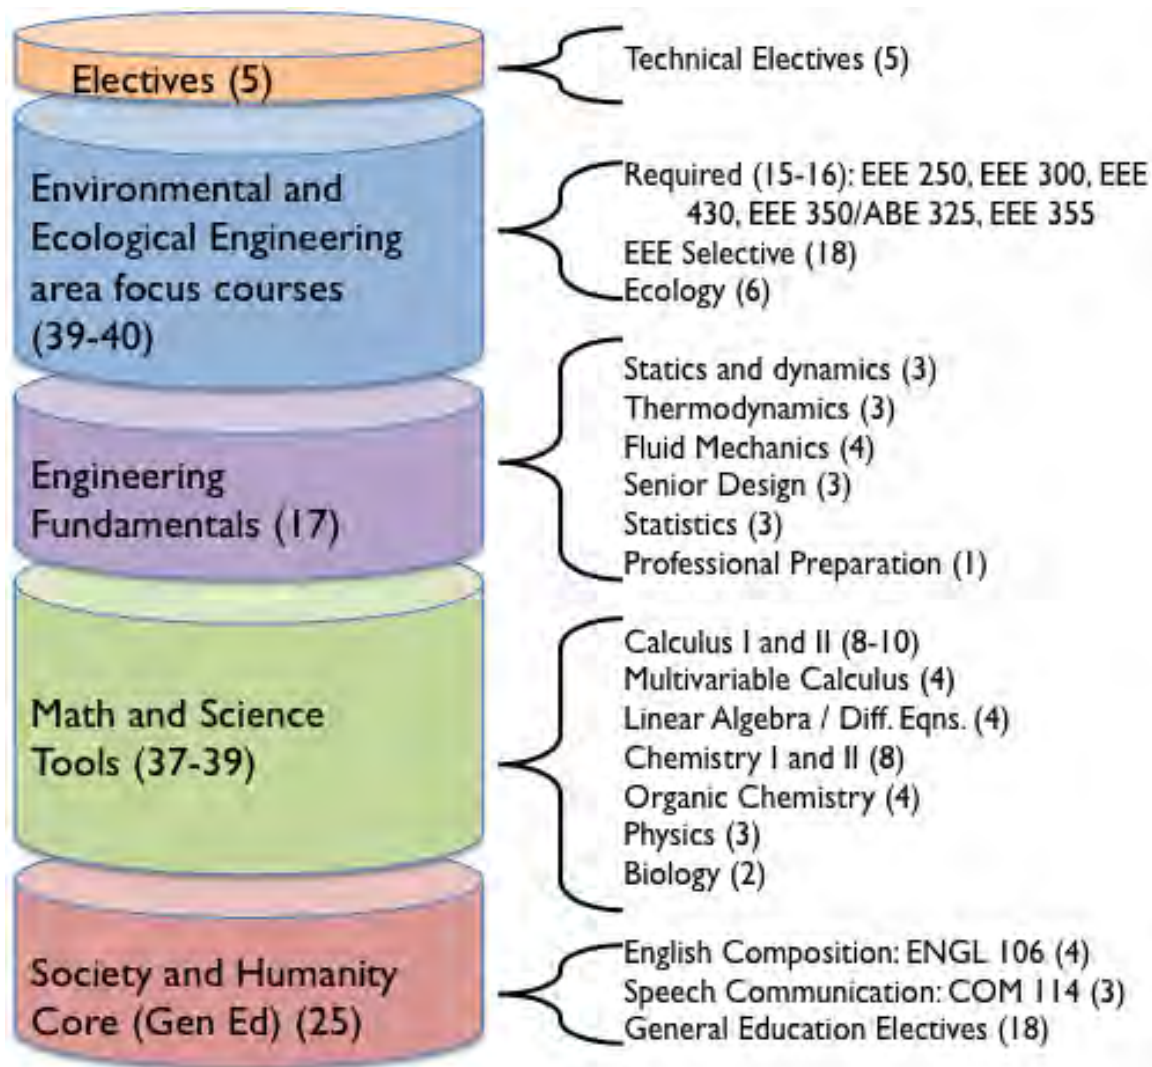 Electives (5)
Technical Electives (5)
Environmental and
Ecological Engineering
area focus courses
(39-40)
Required (15-16): EEE 250, EEE 300, EEE
430, EEE 350/ABE 325, EEE 355
EEE Selective (18)
Ecology (6)
Engineering
Fundamentals (17)
Statics and dynamics (3)
Thermodynamics (3)
Fluid Mechanics (4)
Senior Design (3)
Statistics (3)
Professional Preparation (1)
Math and Science
Tools (37-39)
Calculus I and II (8-10)
Multivariable Calculus (4)
Linear Algebra / Diff. Eqns. (4)
Chemistry I and II (8)
Organic Chemistry (4)
Physics (3)
Biology (2)
Society and Humanity
Core (Gen Ed) (25)
English Composition: ENGL 106 (4)
Speech Communication: COM 114 (3)
General Education Electives (18)